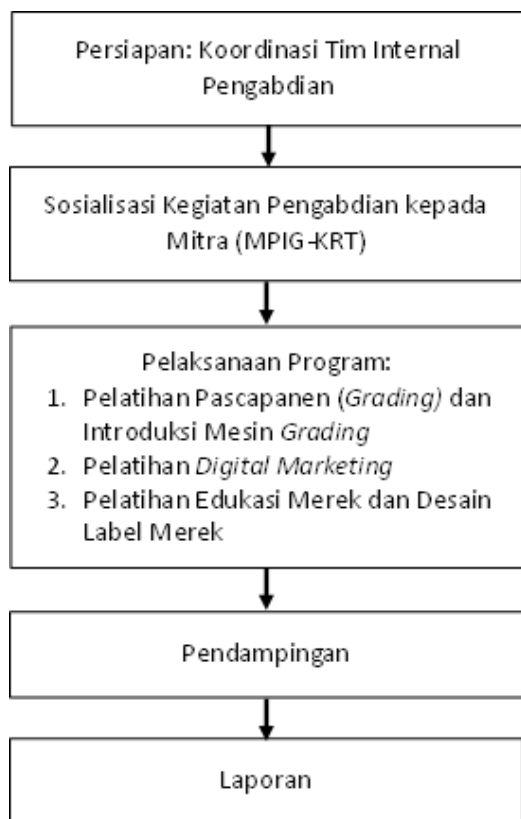 Persiapan: Koordinasi Tim Internal
Pengabdian
Sosialisasi Kegiatan Pengabdian kepada
Mitra (MPIG-KRT)
Pelaksanaan Program:
1. Pelatihan Pascapanen (Grading) dan
Introduksi Mesin Grading
2. Pelatihan Digital Marketing
3. Pelatihan Edukasi Merek dan Desain
Label Merek
Pendampingan
Laporan